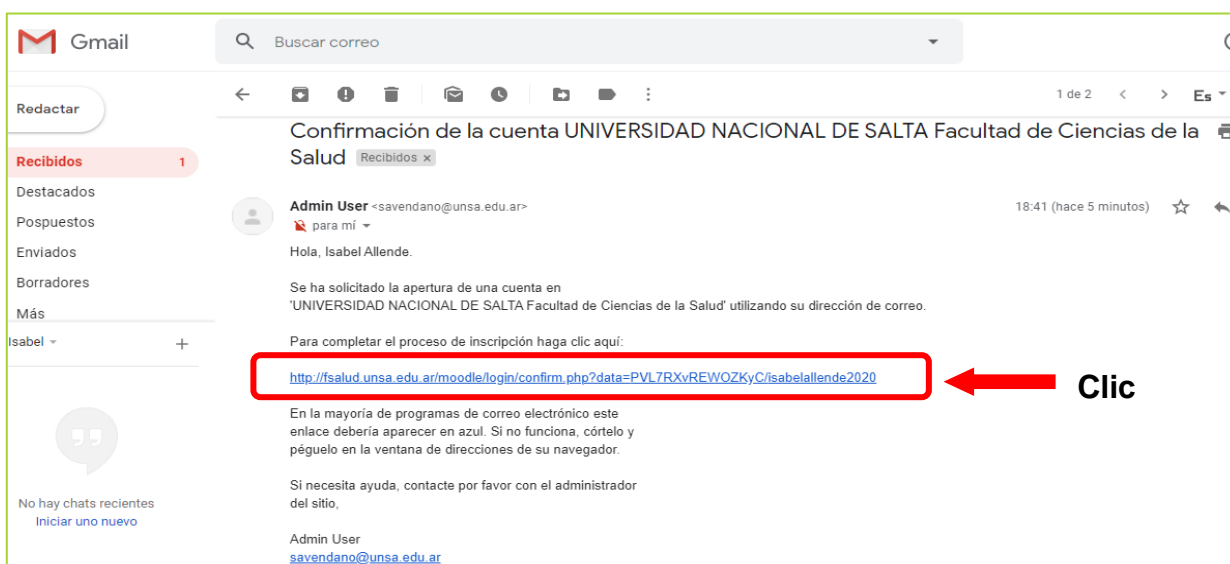 Gmail
Buscar correo
Redactar
1 de 2
Es
Confirmación de la cuenta UNIVERSIDAD NACIONAL DE SALTA Facultad de Ciencias de la
Salud Recibidos x
Recibidos 1
Destacados
Pospuestos
Enviados
Borradores
Más
Isabel
Admin User <savendano@unsa.edu.ar>
18:41 (hace 5 minutos)
para mí
Hola, Isabel Allende.
Se ha solicitado la apertura de una cuenta en
'UNIVERSIDAD NACIONAL DE SALTA Facultad de Ciencias de la Salud' utilizando su dirección de correo.
Para completar el proceso de inscripción haga clic aquí:
http://fsalud.unsa.edu.ar/moodle/login/confirm.php?data=PVL7RXvREWOZKyC/isabelallende2020
Clic
En la mayoría de programas de correo electrónico este
enlace debería aparecer en azul. Si no funciona, córtelo y
péguelo en la ventana de direcciones de su navegador.
Si necesita ayuda, contacte por favor con el administrador
del sitio,
Admin User
savendano@unsa.edu.ar
No hay chats recientes
Iniciar uno nuevo